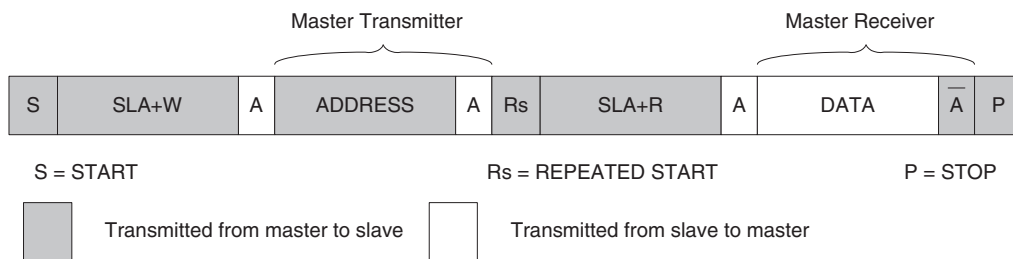 Master Transmitter Master Receiver
S SLA+W A ADDRESS A Rs SLA+R A DATA A̅ P
S = START Rs = REPEATED START P = STOP
Transmitted from master to slave Transmitted from slave to master